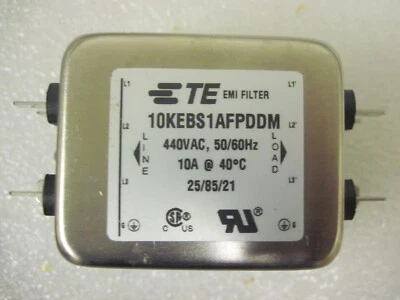 TE EMI FILTER
L1 L1'
10KEBS1AFPDDM
L2 L2'
LINE
440VAC, 50/60Hz
LOAD
10A @ 40°C
L3 L3'
25/85/21
G G
C US